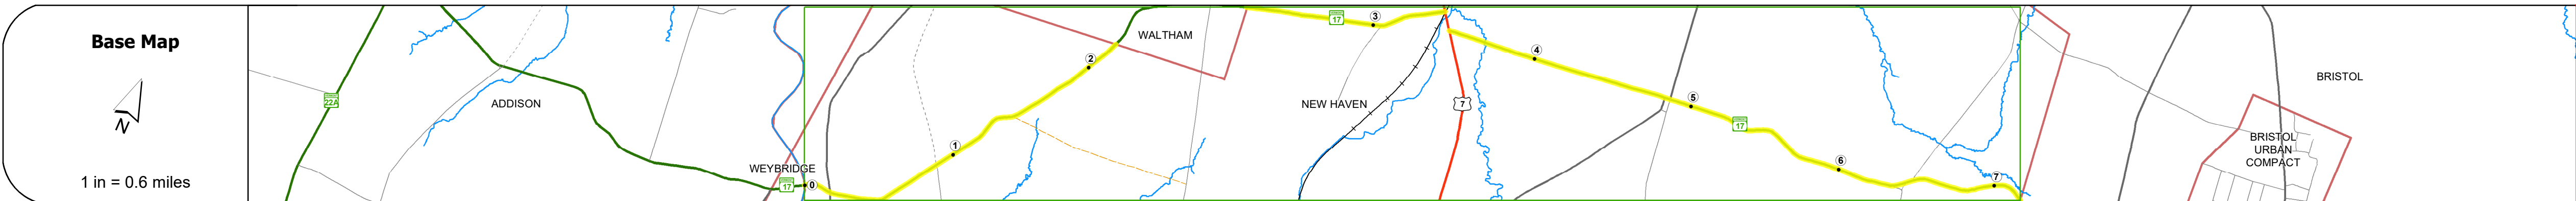 Base Map
N
1 in = 0.6 miles
22A
ADDISON
WEYBRIDGE
17
0
1
2
WALTHAM
17
3
NEW HAVEN
7
4
5
17
6
7
BRISTOL
BRISTOL
URBAN
COMPACT